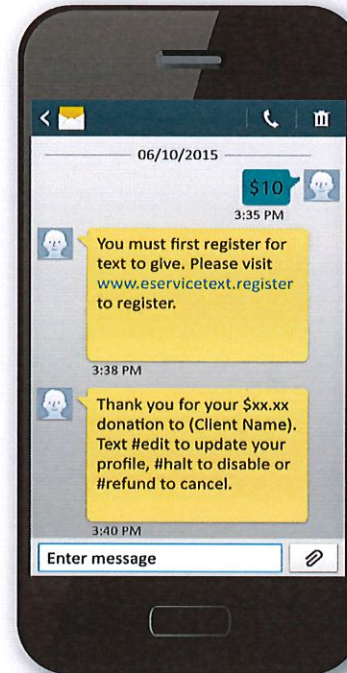 06/10/2015
$10
3:35 PM
You must first register for
text to give. Please visit
www.eservicetext.register
to register.
3:38 PM
Thank you for your $xx.xx
donation to (Client Name).
Text #edit to update your
profile, #halt to disable or
#refund to cancel.
3:40 PM
Enter message